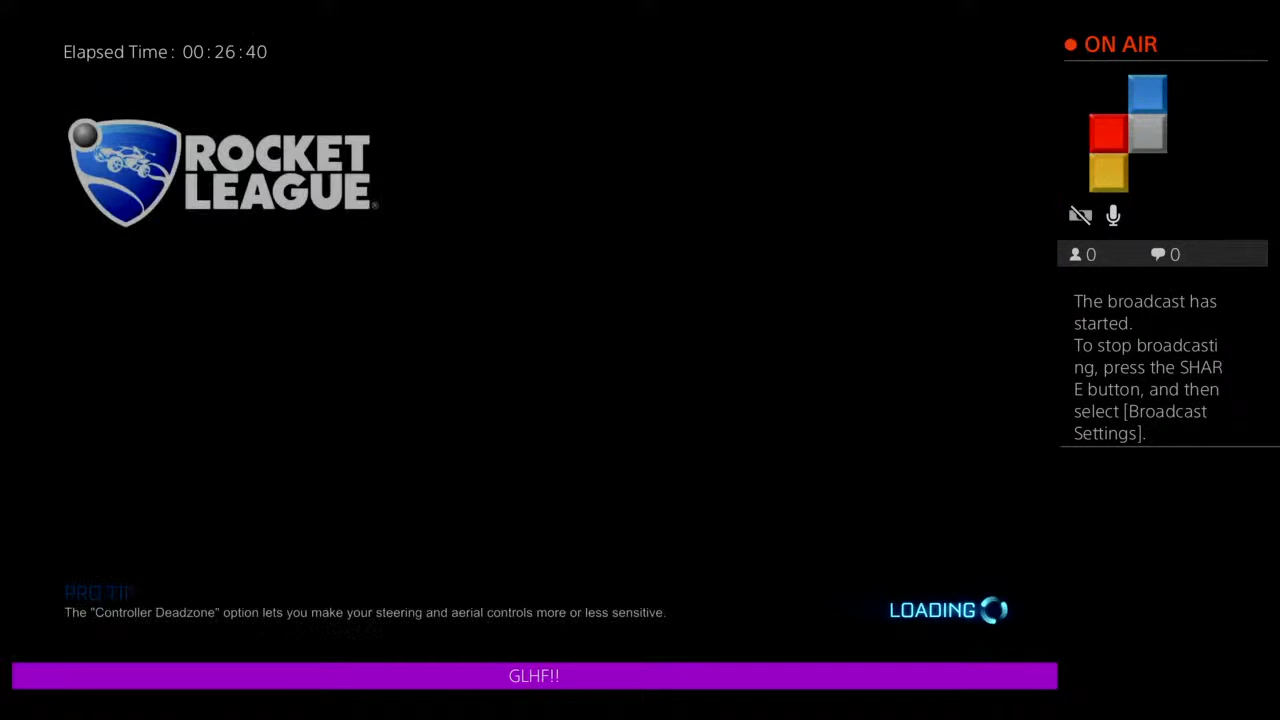 Elapsed Time: 00:26:40
ON AIR
ROCKET
LEAGUE®
0 0
The broadcast has
started.
To stop broadcasti
ng, press the SHAR
E button, and then
select [Broadcast
Settings].
PRO TIP
The "Controller Deadzone" option lets you make your steering and aerial controls more or less sensitive.
LOADING
GLHF!!